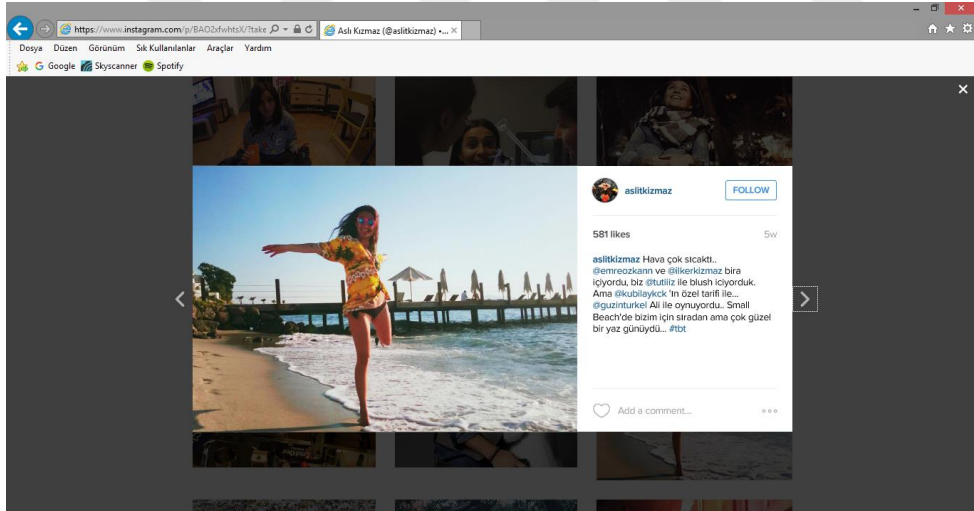 https://www.instagram.com/p/BAO2xfwhtsX/?take
Aslı Kızmaz (@aslitkizmaz) •...
Dosya Düzen Görünüm Sık Kullanılanlar Araçlar Yardım
Google Skyscanner Spotify
aslitkizmaz
FOLLOW
581 likes
5w
aslitkizmaz Hava çok sıcaktı..
@emreozkann ve @ilkerkizmaz bira
içiyordu, biz @tutiiiz ile blush iciyorduk.
Ama @kubilaykck 'ın özel tarifi ile...
@guzinturkel Ali ile oynuyordu.. Small
Beach'de bizim için sıradan ama çok güzel
bir yaz günüydü... #tbt
Add a comment...